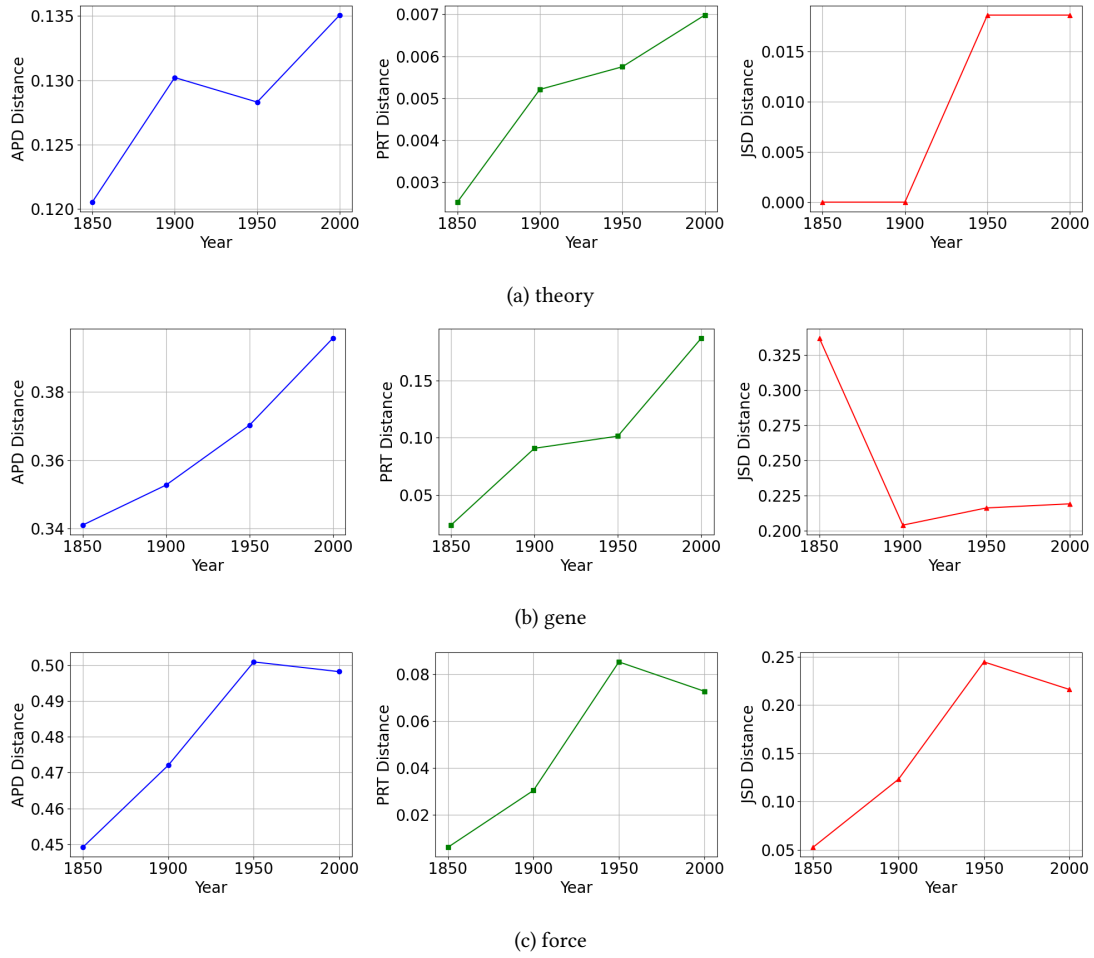 APD Distance
0.135
0.130
0.125
0.120
1850 1900 1950 2000
Year
PRT Distance
0.007
0.006
0.005
0.004
0.003
1850 1900 1950 2000
Year
JSD Distance
0.015
0.010
0.005
0.000
1850 1900 1950 2000
Year
(a) theory
APD Distance
0.38
0.36
0.34
1850 1900 1950 2000
Year
PRT Distance
0.15
0.10
0.05
1850 1900 1950 2000
Year
JSD Distance
0.325
0.300
0.275
0.250
0.225
0.200
1850 1900 1950 2000
Year
(b) gene
APD Distance
0.50
0.49
0.48
0.47
0.46
0.45
1850 1900 1950 2000
Year
PRT Distance
0.08
0.06
0.04
0.02
1850 1900 1950 2000
Year
JSD Distance
0.25
0.20
0.15
0.10
0.05
1850 1900 1950 2000
Year
(c) force